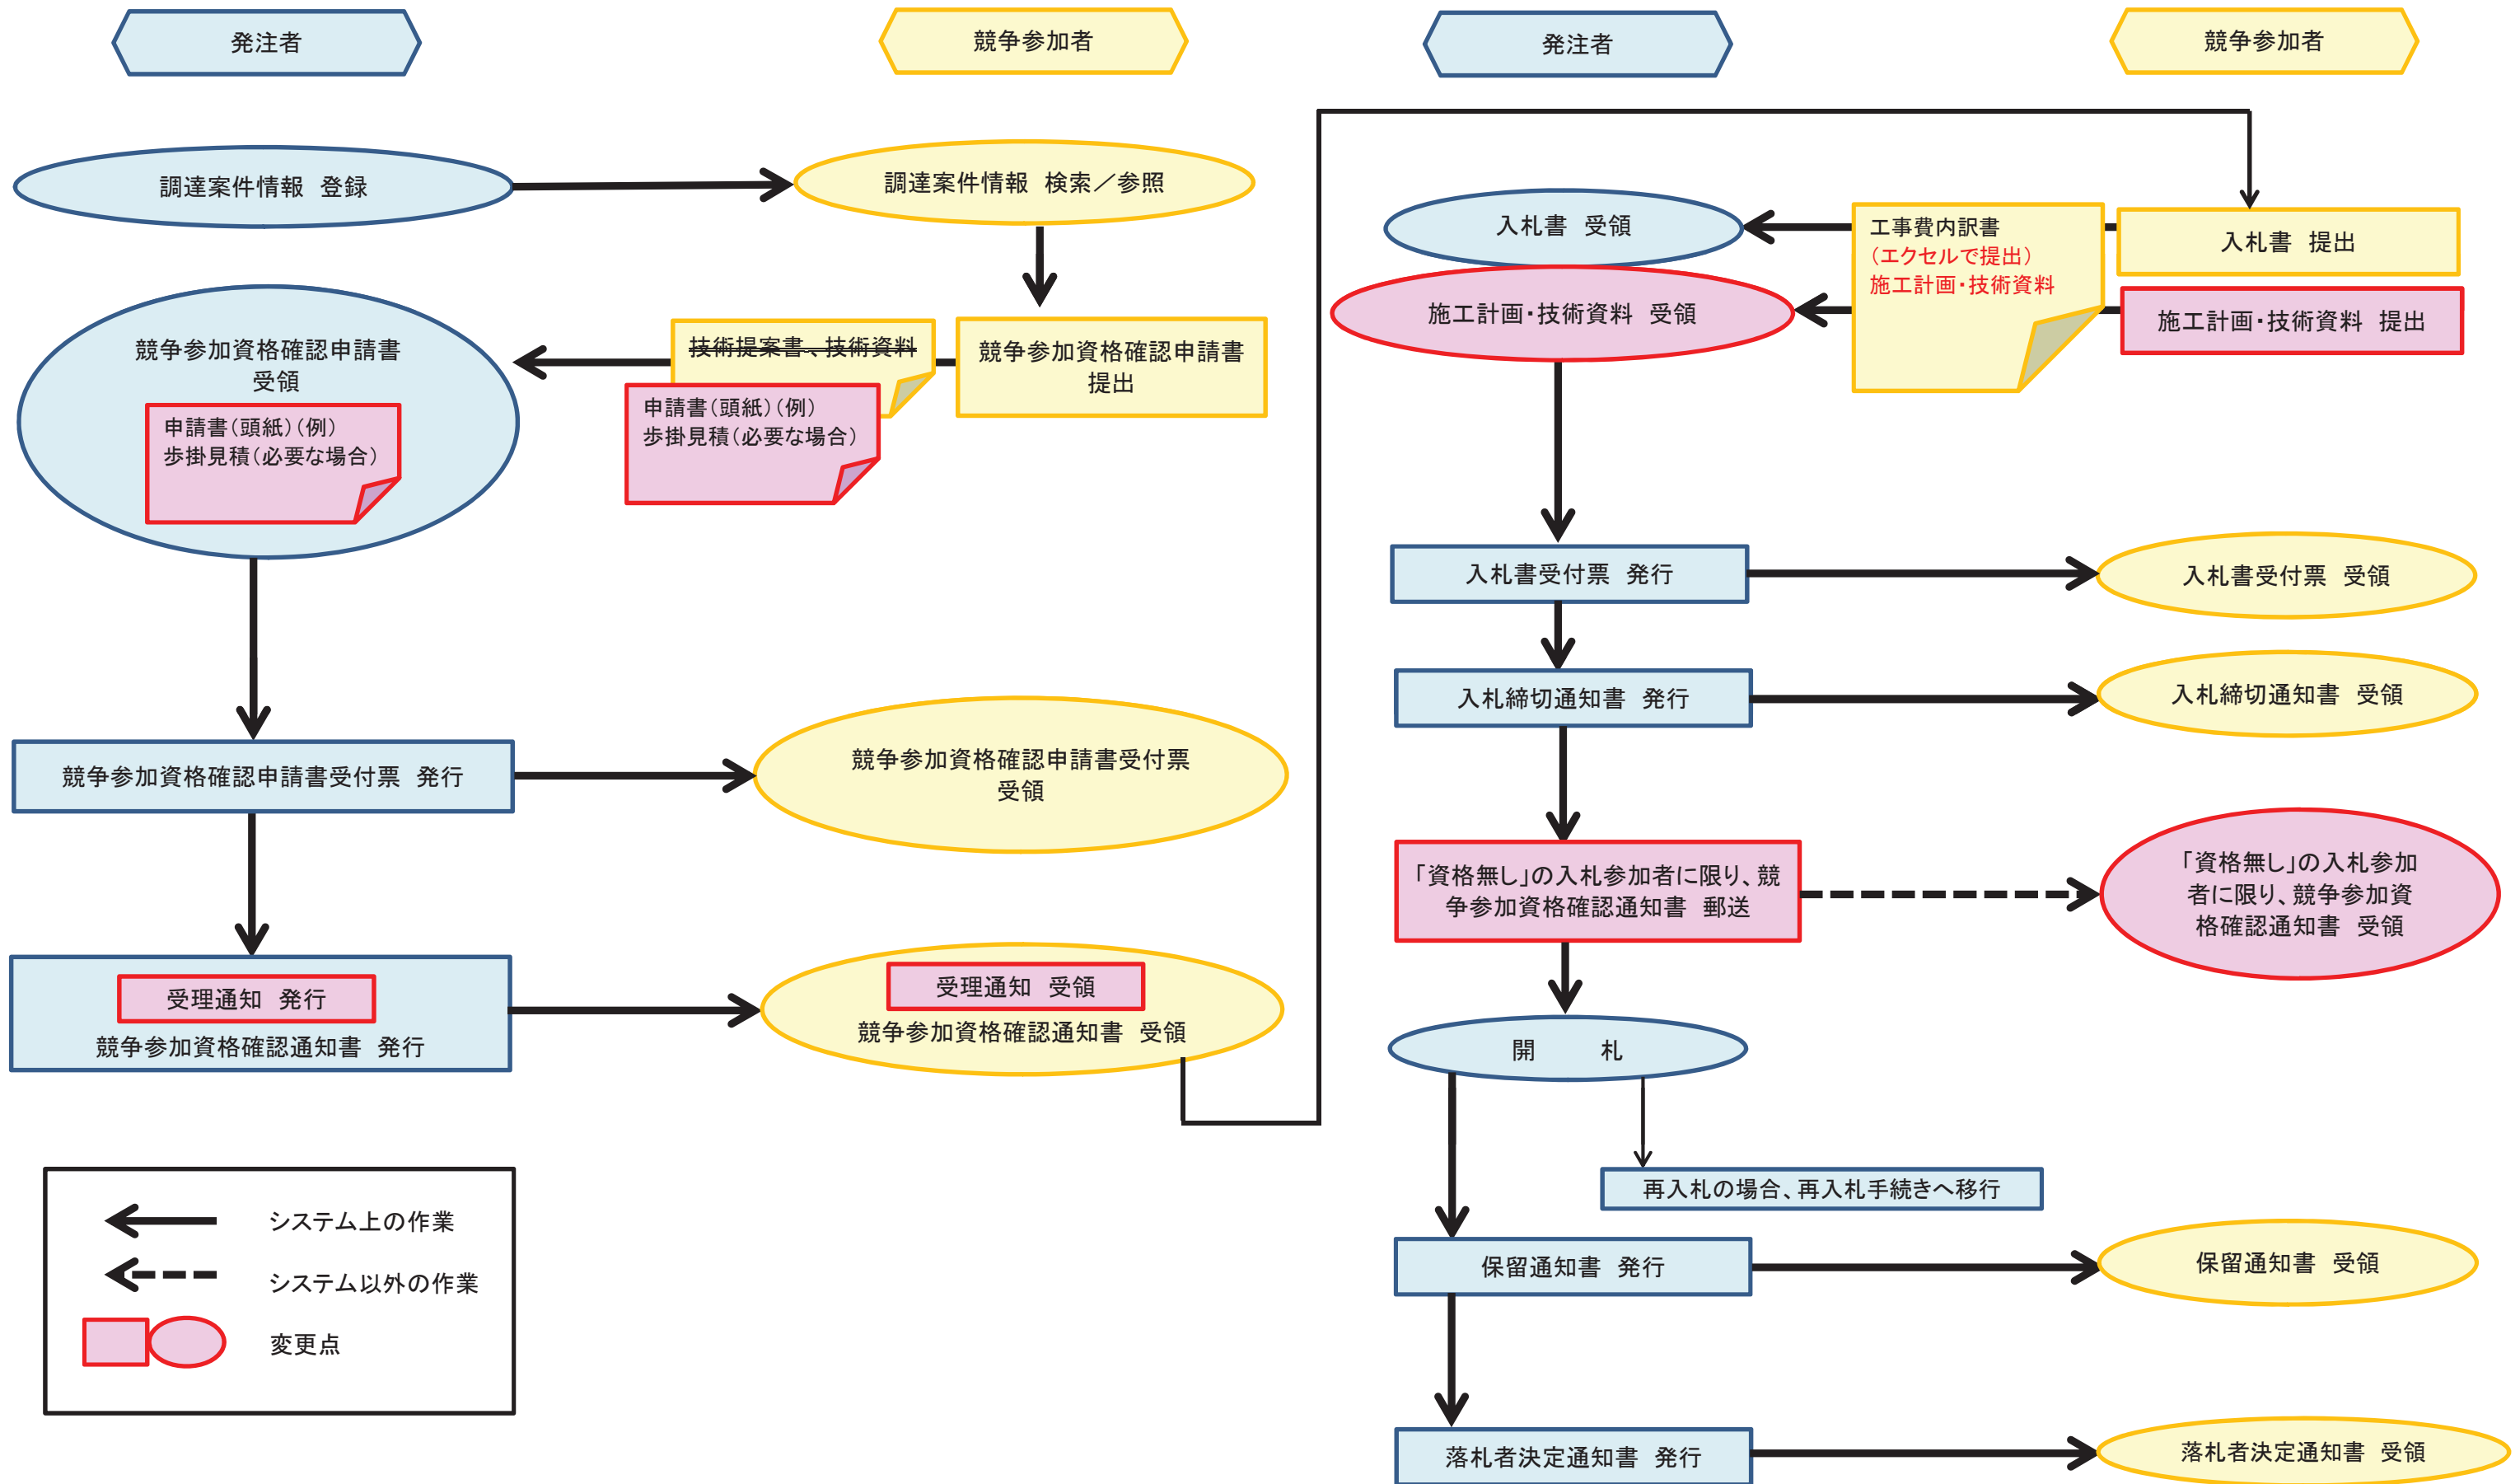 発注者
競争参加者
調達案件情報　登録
調達案件情報　検索／参照
競争参加資格確認申請書
受領
申請書（頭紙）（例）
歩掛見積（必要な場合）
技術提案書、技術資料
申請書（頭紙）（例）
歩掛見積（必要な場合）
競争参加資格確認申請書
提出
競争参加資格確認申請書受付票　発行
競争参加資格確認申請書受付票
受領
受理通知　発行
競争参加資格確認通知書　発行
受理通知　受領
競争参加資格確認通知書　受領
システム上の作業
システム以外の作業
変更点
発注者
競争参加者
入札書　受領
工事費内訳書
（エクセルで提出）
施工計画・技術資料
入札書　提出
施工計画・技術資料　受領
施工計画・技術資料　提出
入札書受付票　発行
入札書受付票　受領
入札締切通知書　発行
入札締切通知書　受領
「資格無し」の入札参加者に限り、競
争参加資格確認通知書　郵送
「資格無し」の入札参加
者に限り、競争参加資
格確認通知書　受領
開　　札
再入札の場合、再入札手続きへ移行
保留通知書　発行
保留通知書　受領
落札者決定通知書　発行
落札者決定通知書　受領